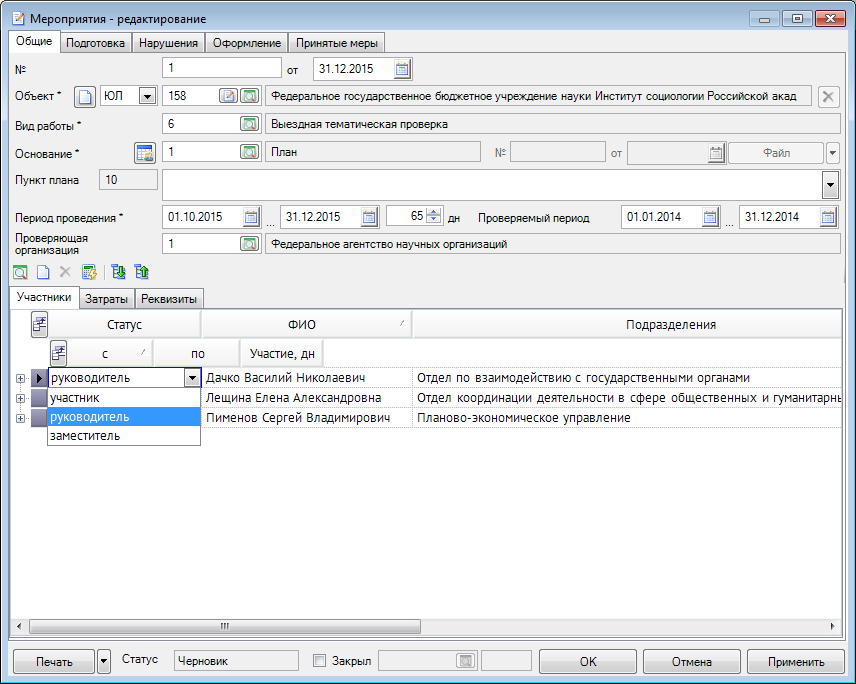 Мероприятия - редактирование
Общие Подготовка Нарушения Оформление Принятые меры
№ 1 от 31.12.2015
Объект * ЮЛ 158 Федеральное государственное бюджетное учреждение науки Институт социологии Российской акад
Вид работы * 6 Выездная тематическая проверка
Основание * 1 План № от Файл
Пункт плана 10
Период проведения * 01.10.2015 ... 31.12.2015 65 дн Проверяемый период 01.01.2014 ... 31.12.2014
Проверяющая
организация 1 Федеральное агентство научных организаций
Участники Затраты Реквизиты
Статус ФИО Подразделения
с по Участие, дн
руководитель Дачко Василий Николаевич Отдел по взаимодействию с государственными органами
участник Лещина Елена Александровна Отдел координации деятельности в сфере общественных и гуманитарны
руководитель Пименов Сергей Владимирович Планово-экономическое управление
заместитель
Печать Статус Черновик Закрыл OK Отмена Применить